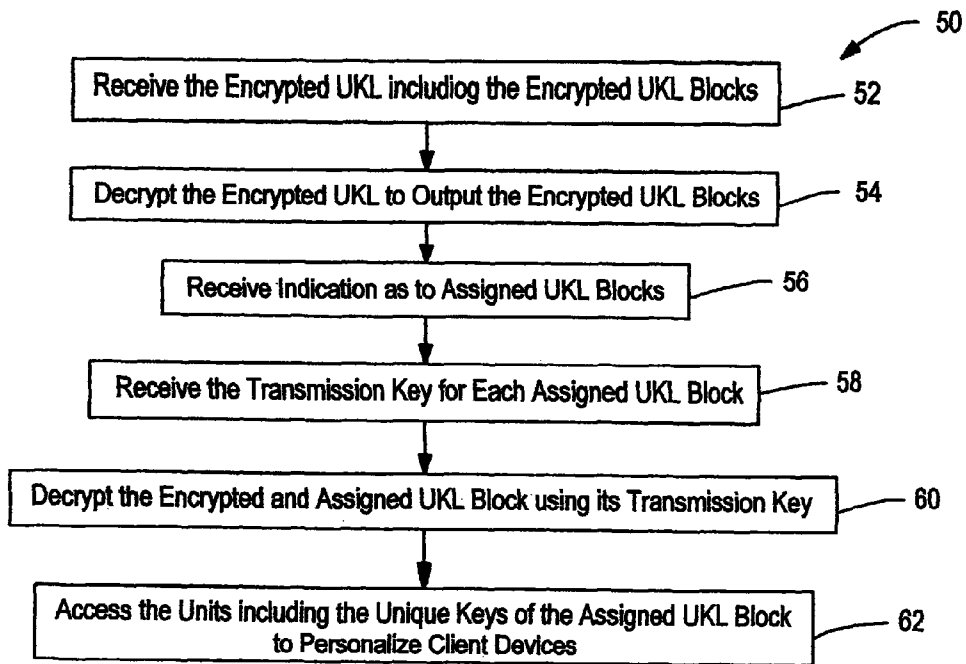 50
Receive the Encrypted UKL includiog the Encrypted UKL Blocks
52
Decrypt the Encrypted UKL to Output the Encrypted UKL Blocks
54
Receive Indication as to Assigned UKL Blocks
56
Receive the Transmission Key for Each Assigned UKL Block
58
Decrypt the Encrypted and Assigned UKL Block using its Transmission Key
60
Access the Units including the Unique Keys of the Assigned UKL Block
to Personalize Client Devices
62